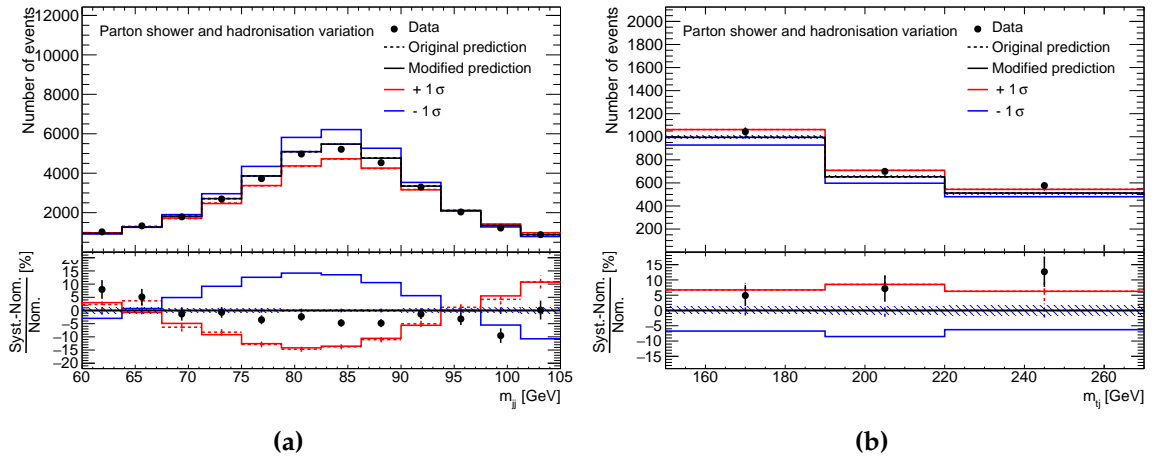 Number of events
12000
10000
8000
6000
4000
2000
Parton shower and hadronisation variation
Data
Original prediction
Modified prediction
+ 1 σ
- 1 σ
Syst.-Nom. [%]
Nom.
20
15
10
5
0
−5
−10
−15
−20
60 65 70 75 80 85 90 95 100 105
m_jj [GeV]
(a)
Number of events
2000
1800
1600
1400
1200
1000
800
600
400
200
Parton shower and hadronisation variation
Data
Original prediction
Modified prediction
+ 1 σ
- 1 σ
Syst.-Nom. [%]
Nom.
15
10
5
0
−5
−10
−15
160 180 200 220 240 260
m_tj [GeV]
(b)